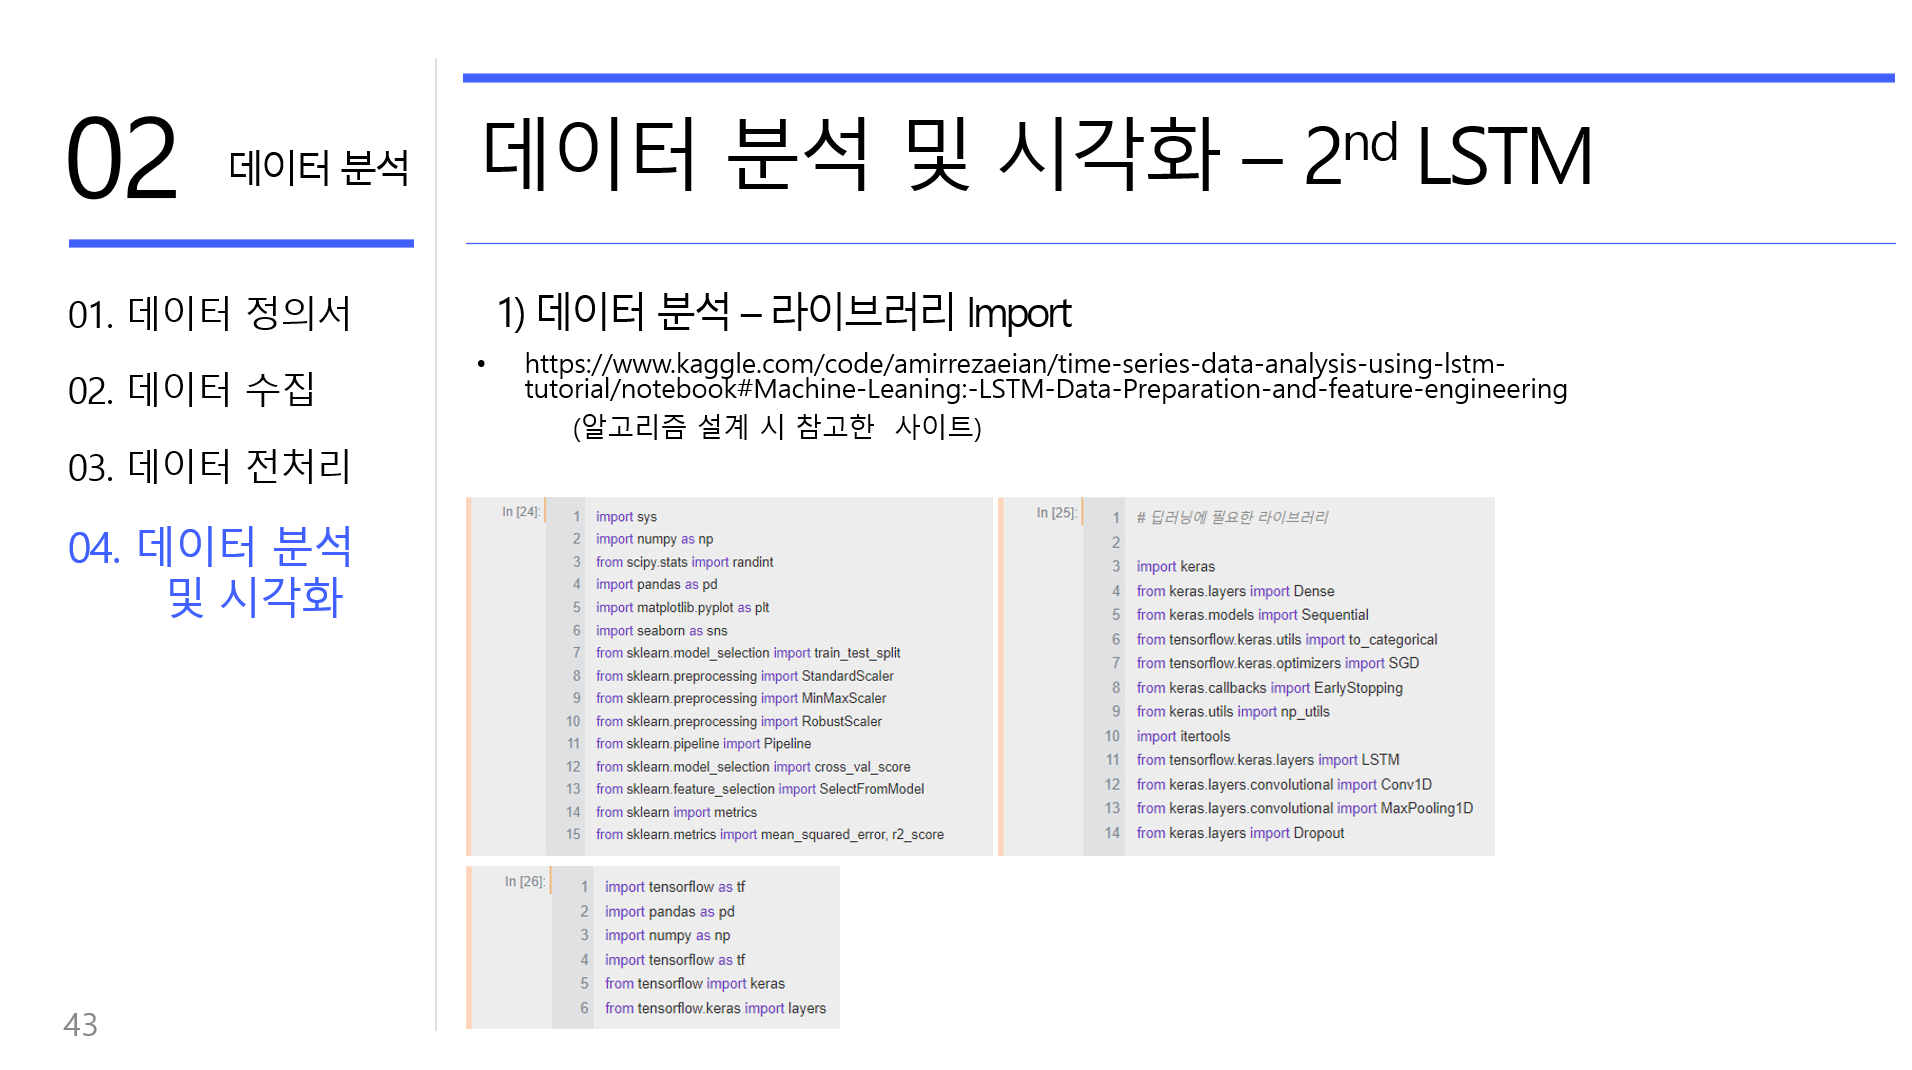 02 데이터 분석
01. 데이터 정의서
02. 데이터 수집
03. 데이터 전처리
04. 데이터 분석
및 시각화
43
데이터 분석 및 시각화 – 2nd LSTM
1) 데이터 분석 – 라이브러리 Import
• https://www.kaggle.com/code/amirrezaeian/time-series-data-analysis-using-lstm-
tutorial/notebook#Machine-Leaning:-LSTM-Data-Preparation-and-feature-engineering
(알고리즘 설계 시 참고한 사이트)
In [24]:
1 import sys
2 import numpy as np
3 from scipy.stats import randint
4 import pandas as pd
5 import matplotlib.pyplot as plt
6 import seaborn as sns
7 from sklearn.model_selection import train_test_split
8 from sklearn.preprocessing import StandardScaler
9 from sklearn.preprocessing import MinMaxScaler
10 from sklearn.preprocessing import RobustScaler
11 from sklearn.pipeline import Pipeline
12 from sklearn.model_selection import cross_val_score
13 from sklearn.feature_selection import SelectFromModel
14 from sklearn import metrics
15 from sklearn.metrics import mean_squared_error, r2_score
In [25]:
1 # 딥러닝에 필요한 라이브러리
2
3 import keras
4 from keras.layers import Dense
5 from keras.models import Sequential
6 from tensorflow.keras.utils import to_categorical
7 from tensorflow.keras.optimizers import SGD
8 from keras.callbacks import EarlyStopping
9 from keras.utils import np_utils
10 import itertools
11 from tensorflow.keras.layers import LSTM
12 from keras.layers.convolutional import Conv1D
13 from keras.layers.convolutional import MaxPooling1D
14 from keras.layers import Dropout
In [26]:
1 import tensorflow as tf
2 import pandas as pd
3 import numpy as np
4 import tensorflow as tf
5 from tensorflow import keras
6 from tensorflow.keras import layers